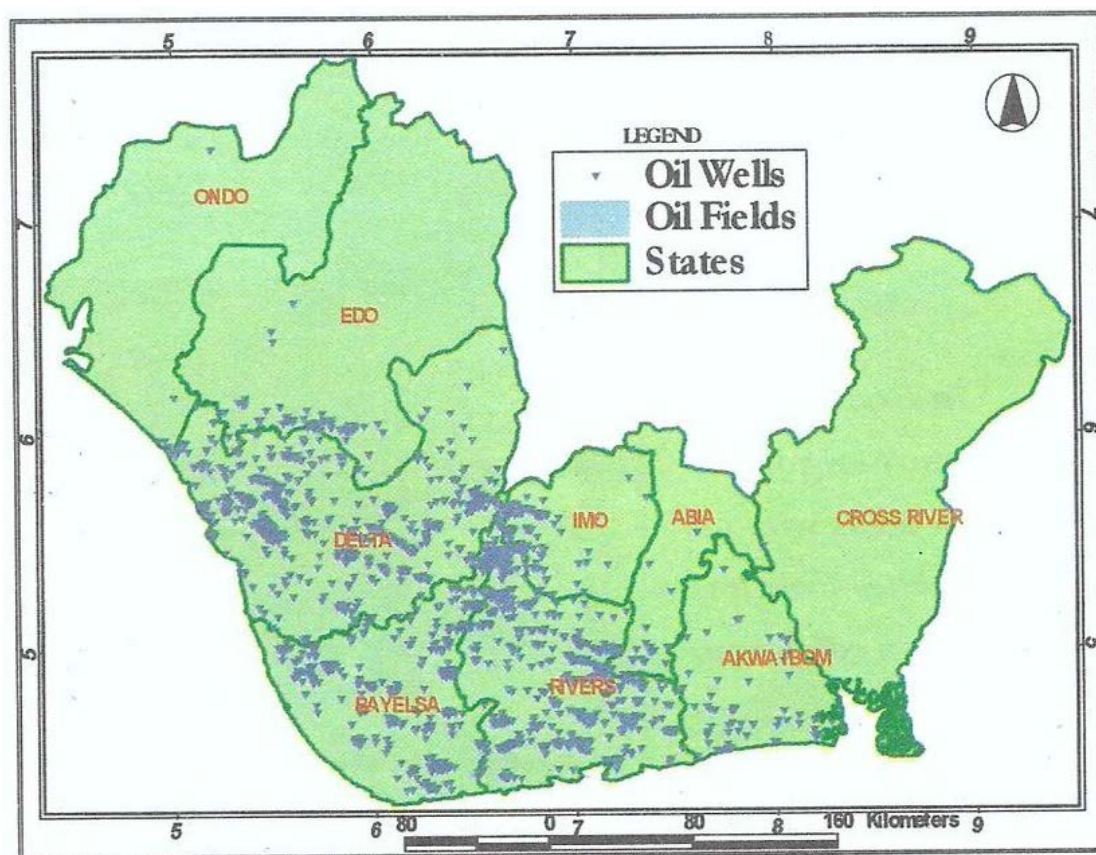 5 6 7 8 9
LEGEND
Oil Wells
Oil Fields
States
ONDO
7 7
EDO
6 6
IMO
ABIA
CROSS RIVER
DELTA
5 5
AKWA-IBOM
RIVERS
BAYELSA
5 6 7 8 9
80 0 80 160 Kilometers